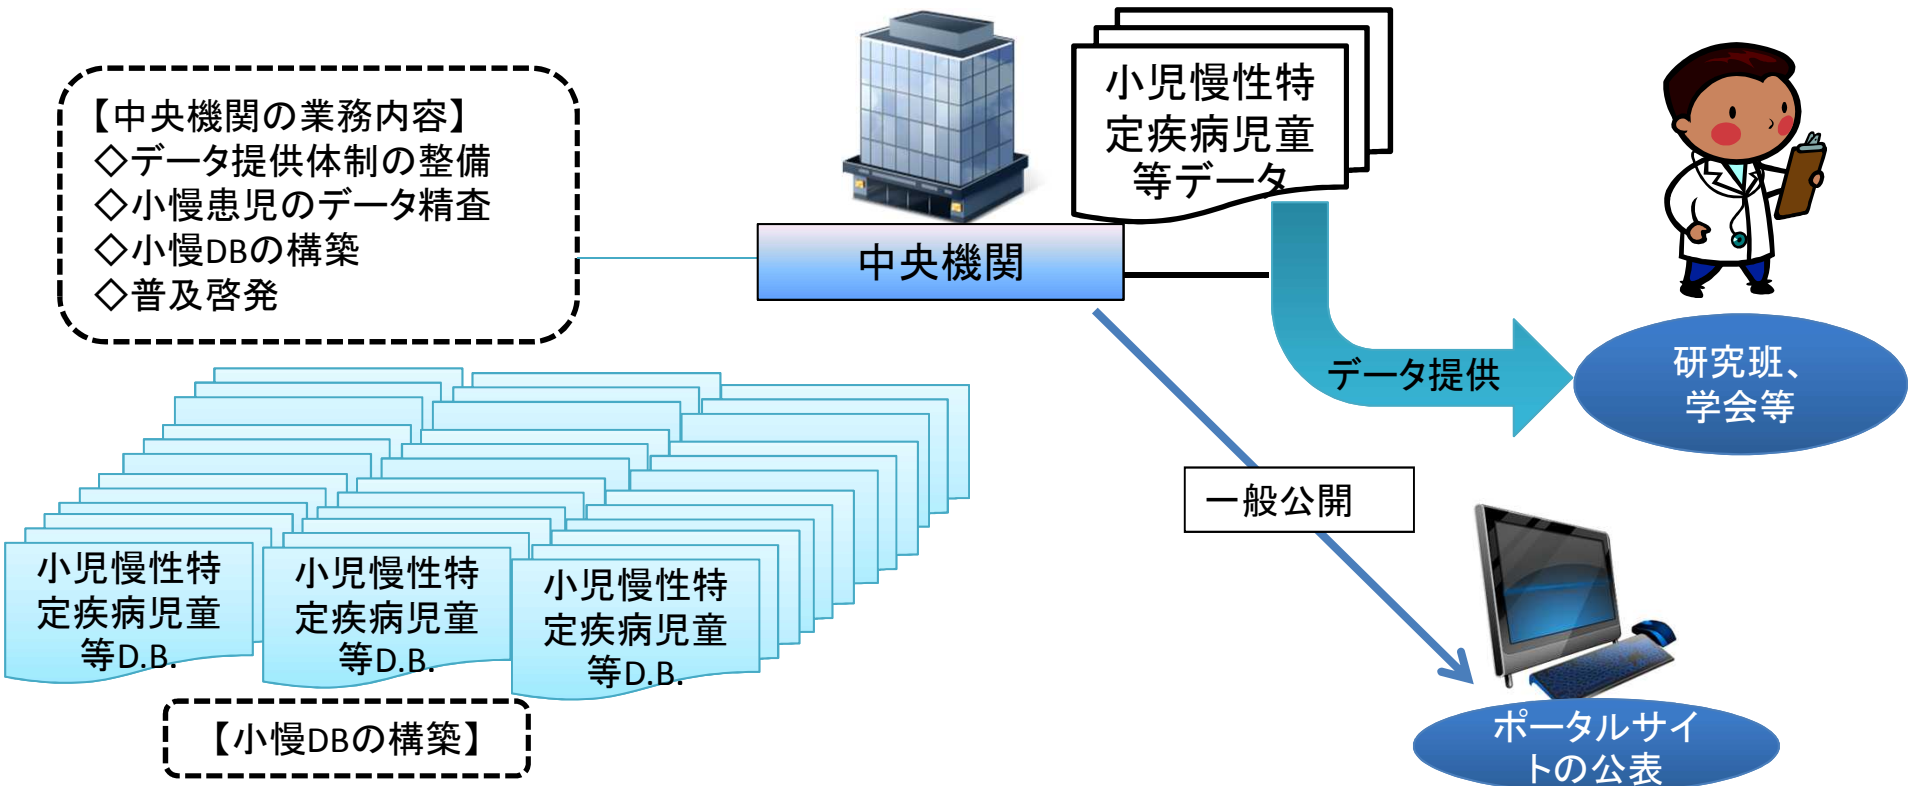 【中央機関の業務内容】
◇データ提供体制の整備
◇小慢患児のデータ精査
◇小慢DBの構築
◇普及啓発
小児慢性特
定疾病児童
等データ
中央機関
データ提供
研究班、
学会等
一般公開
小児慢性特
定疾病児童
等D.B.
小児慢性特
定疾病児童
等D.B.
小児慢性特
定疾病児童
等D.B.
【小慢DBの構築】
ポータルサイ
トの公表